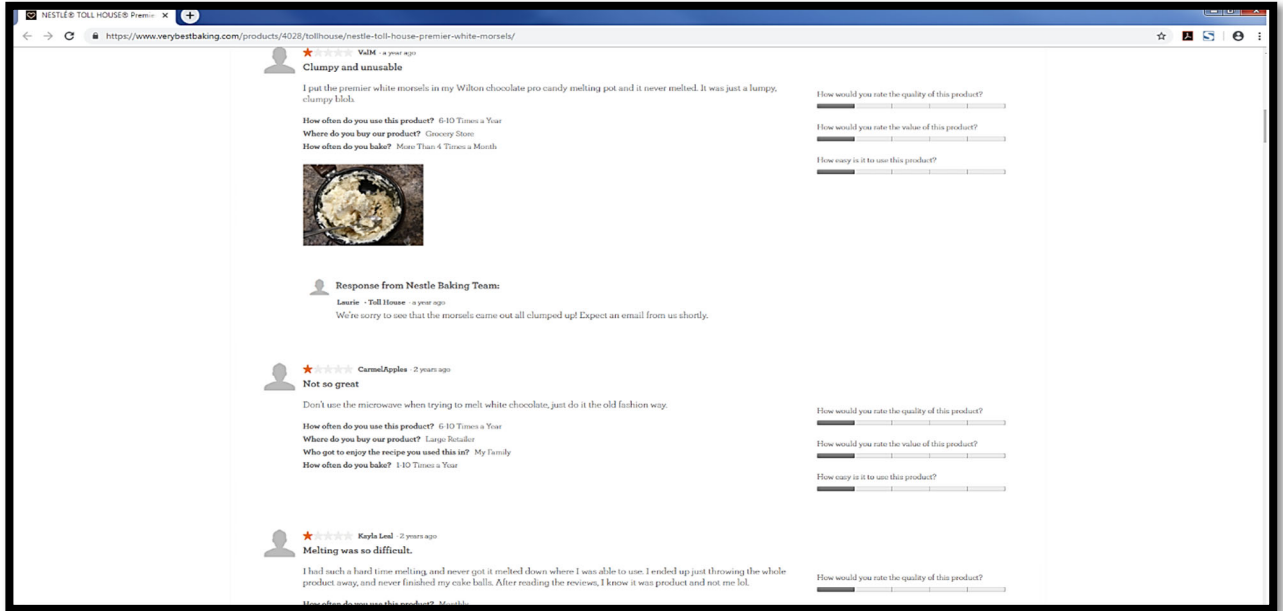 NESTLÉ® TOLL HOUSE® Premie
https://www.verybestbaking.com/products/4028/tollhouse/nestle-toll-house-premier-white-morsels/
ValM · a year ago
Clumpy and unusable
I put the premier white morsels in my Wilton chocolate pro candy melting pot and it never melted. It was just a lumpy,
clumpy blob.
How often do you use this product? 6-10 Times a Year
Where do you buy our product? Grocery Store
How often do you bake? More Than 4 Times a Month
How would you rate the quality of this product?
How would you rate the value of this product?
How easy is it to use this product?
Response from Nestle Baking Team:
Laurie · Toll House · a year ago
We're sorry to see that the morsels came out all clumped up! Expect an email from us shortly.
CarmelApples · 2 years ago
Not so great
Don't use the microwave when trying to melt white chocolate, just do it the old fashion way.
How often do you use this product? 6-10 Times a Year
Where do you buy our product? Large Retailer
Who got to enjoy the recipe you used this in? My Family
How often do you bake? 1-10 Times a Year
How would you rate the quality of this product?
How would you rate the value of this product?
How easy is it to use this product?
Kayla Leal · 2 years ago
Melting was so difficult.
I had such a hard time melting, and never got it melted down where I was able to use. I ended up just throwing the whole
product away, and never finished my cake balls. After reading the reviews, I know it was product and not me lol.
How would you rate the quality of this product?
How often do you use this product? Monthly